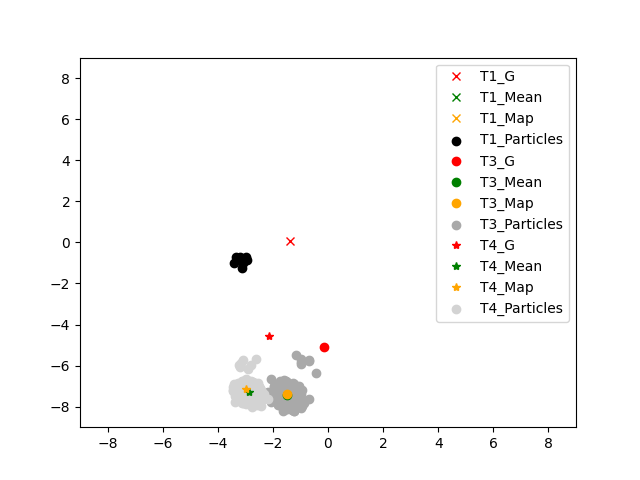 8
6
4
2
0
−2
−4
−6
−8
−8
−6
−4
−2
0
2
4
6
8
T1_G
T1_Mean
T1_Map
T1_Particles
T3_G
T3_Mean
T3_Map
T3_Particles
T4_G
T4_Mean
T4_Map
T4_Particles